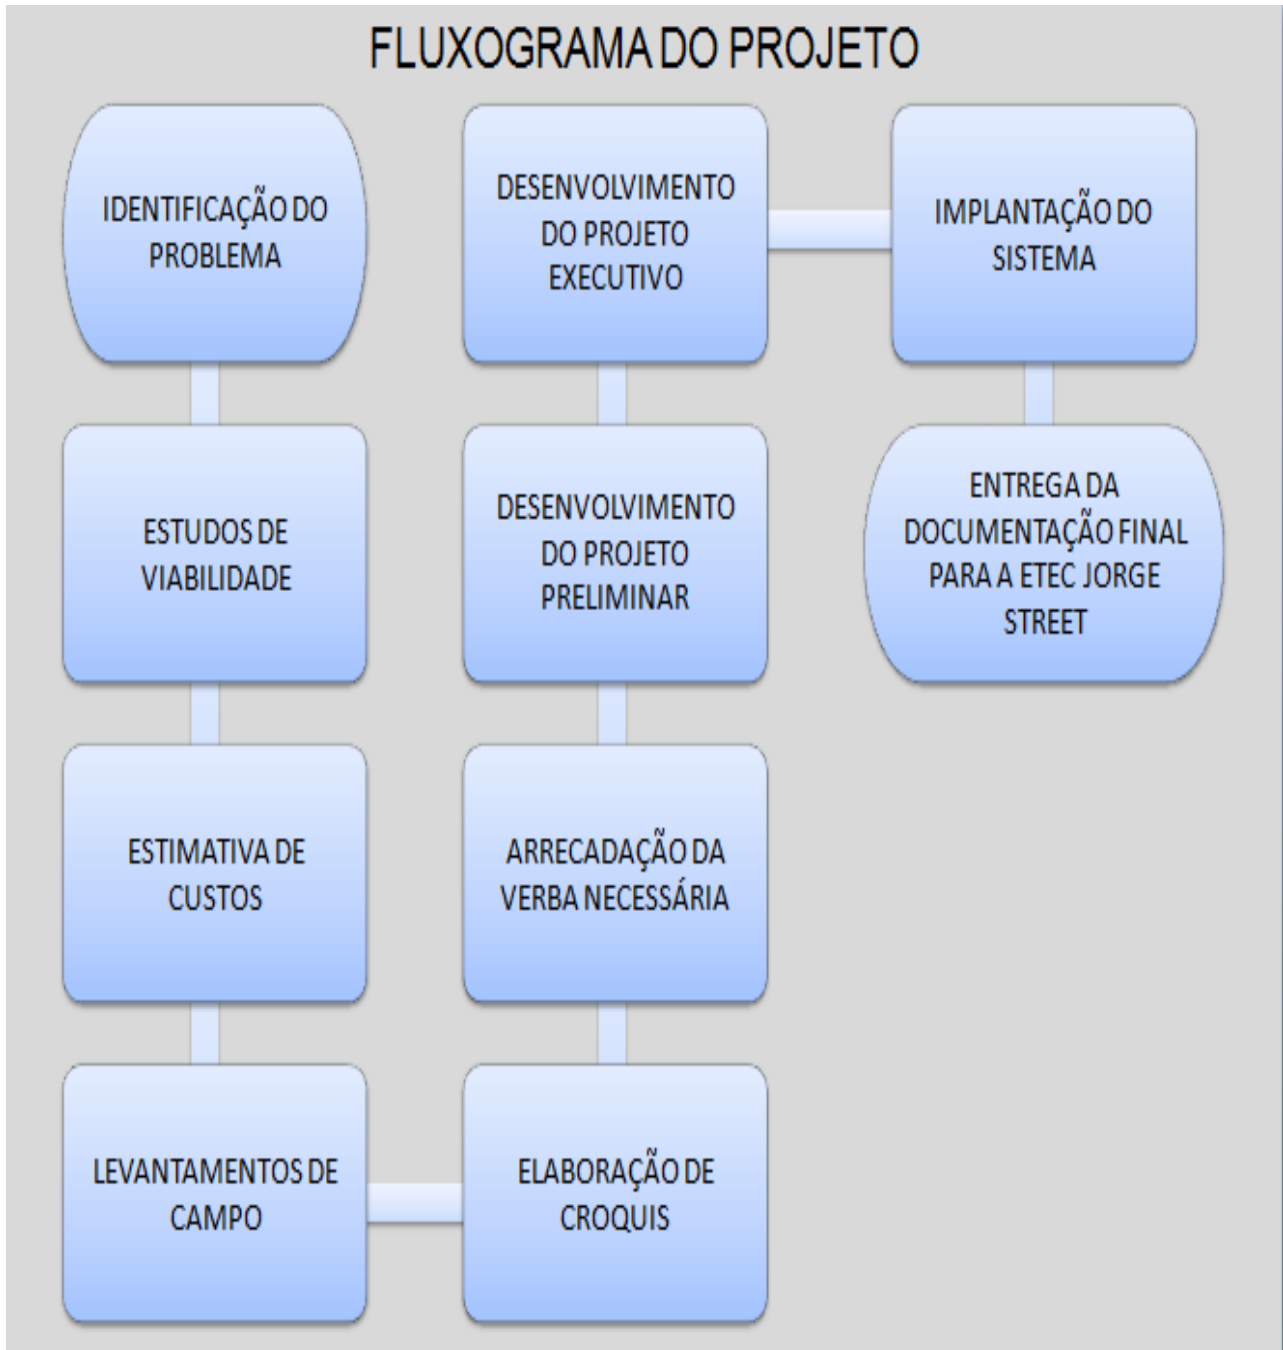 FLUXOGRAMA DO PROJETO
IDENTIFICAÇÃO DO
PROBLEMA
ESTUDOS DE
VIABILIDADE
ESTIMATIVA DE
CUSTOS
LEVANTAMENTOS DE
CAMPO
ELABORAÇÃO DE
CROQUIS
ARRECADAÇÃO DA
VERBA NECESSÁRIA
DESENVOLVIMENTO
DO PROJETO
PRELIMINAR
DESENVOLVIMENTO
DO PROJETO
EXECUTIVO
IMPLANTAÇÃO DO
SISTEMA
ENTREGA DA
DOCUMENTAÇÃO FINAL
PARA A ETEC JORGE
STREET